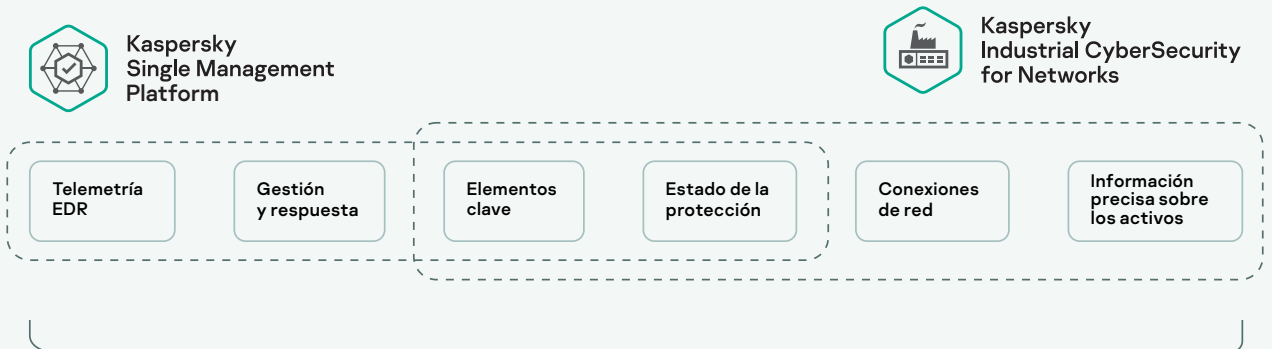 Kaspersky
Single Management
Platform
Kaspersky
Industrial CyberSecurity
for Networks
Telemetría
EDR
Gestión
y respuesta
Elementos
clave
Estado de la
protección
Conexiones
de red
Información
precisa sobre
los activos